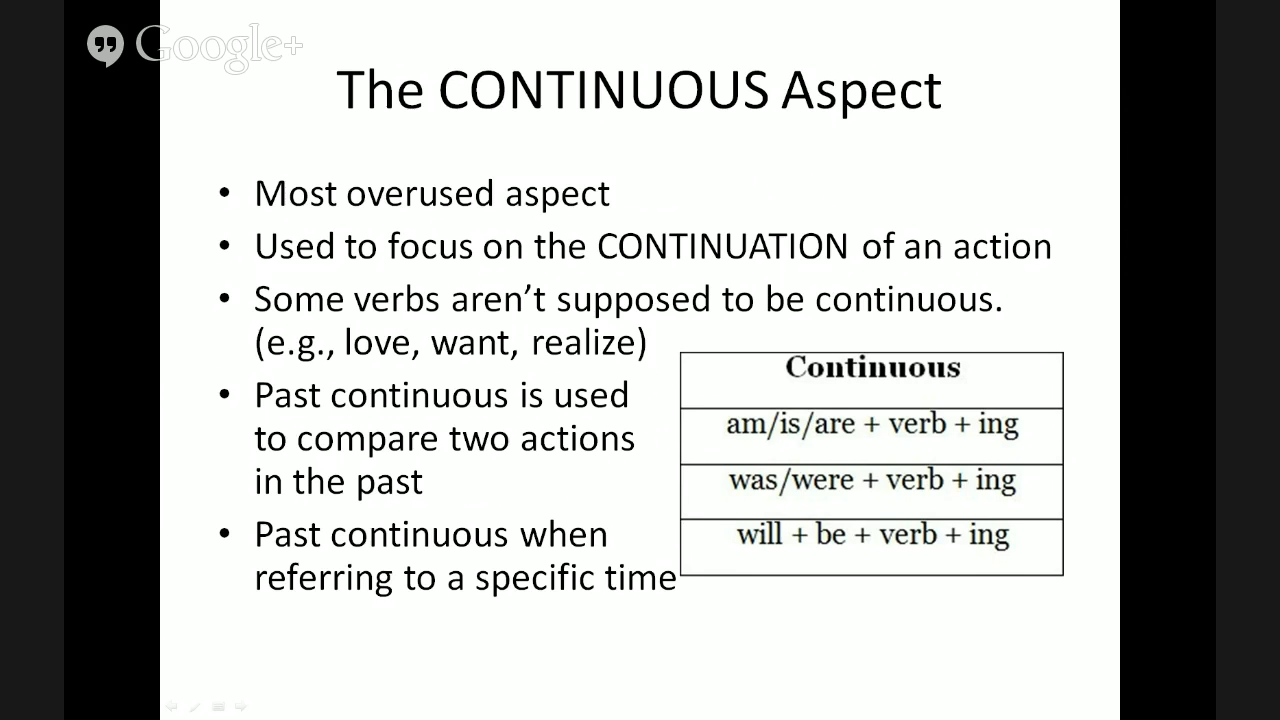 Google+
The CONTINUOUS Aspect
• Most overused aspect
• Used to focus on the CONTINUATION of an action
• Some verbs aren’t supposed to be continuous.
(e.g., love, want, realize)
• Past continuous is used
to compare two actions
in the past
• Past continuous when
referring to a specific time
Continuous
am/is/are + verb + ing
was/were + verb + ing
will + be + verb + ing